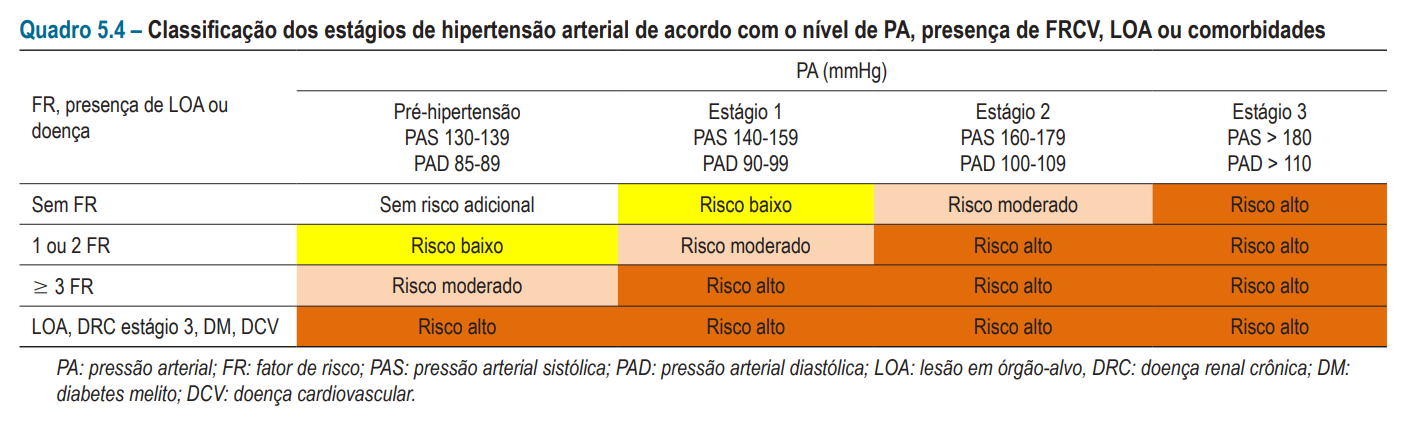 Quadro 5.4 – Classificação dos estágios de hipertensão arterial de acordo com o nível de PA, presença de FRCV, LOA ou comorbidades
PA (mmHg)
FR, presença de LOA ou
doença
Pré-hipertensão
PAS 130-139
PAD 85-89
Estágio 1
PAS 140-159
PAD 90-99
Estágio 2
PAS 160-179
PAD 100-109
Estágio 3
PAS > 180
PAD > 110
Sem FR Sem risco adicional Risco baixo Risco moderado Risco alto
1 ou 2 FR Risco baixo Risco moderado Risco alto Risco alto
≥ 3 FR Risco moderado Risco alto Risco alto Risco alto
LOA, DRC estágio 3, DM, DCV Risco alto Risco alto Risco alto Risco alto
PA: pressão arterial; FR: fator de risco; PAS: pressão arterial sistólica; PAD: pressão arterial diastólica; LOA: lesão em órgão-alvo, DRC: doença renal crônica; DM:
diabetes melito; DCV: doença cardiovascular.